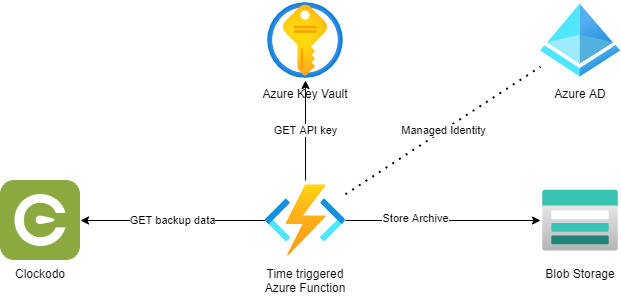 Azure Key Vault
Azure AD
GET API key
Managed Identity
GET backup data
Store Archive
Clockodo
Time triggered
Azure Function
Blob Storage